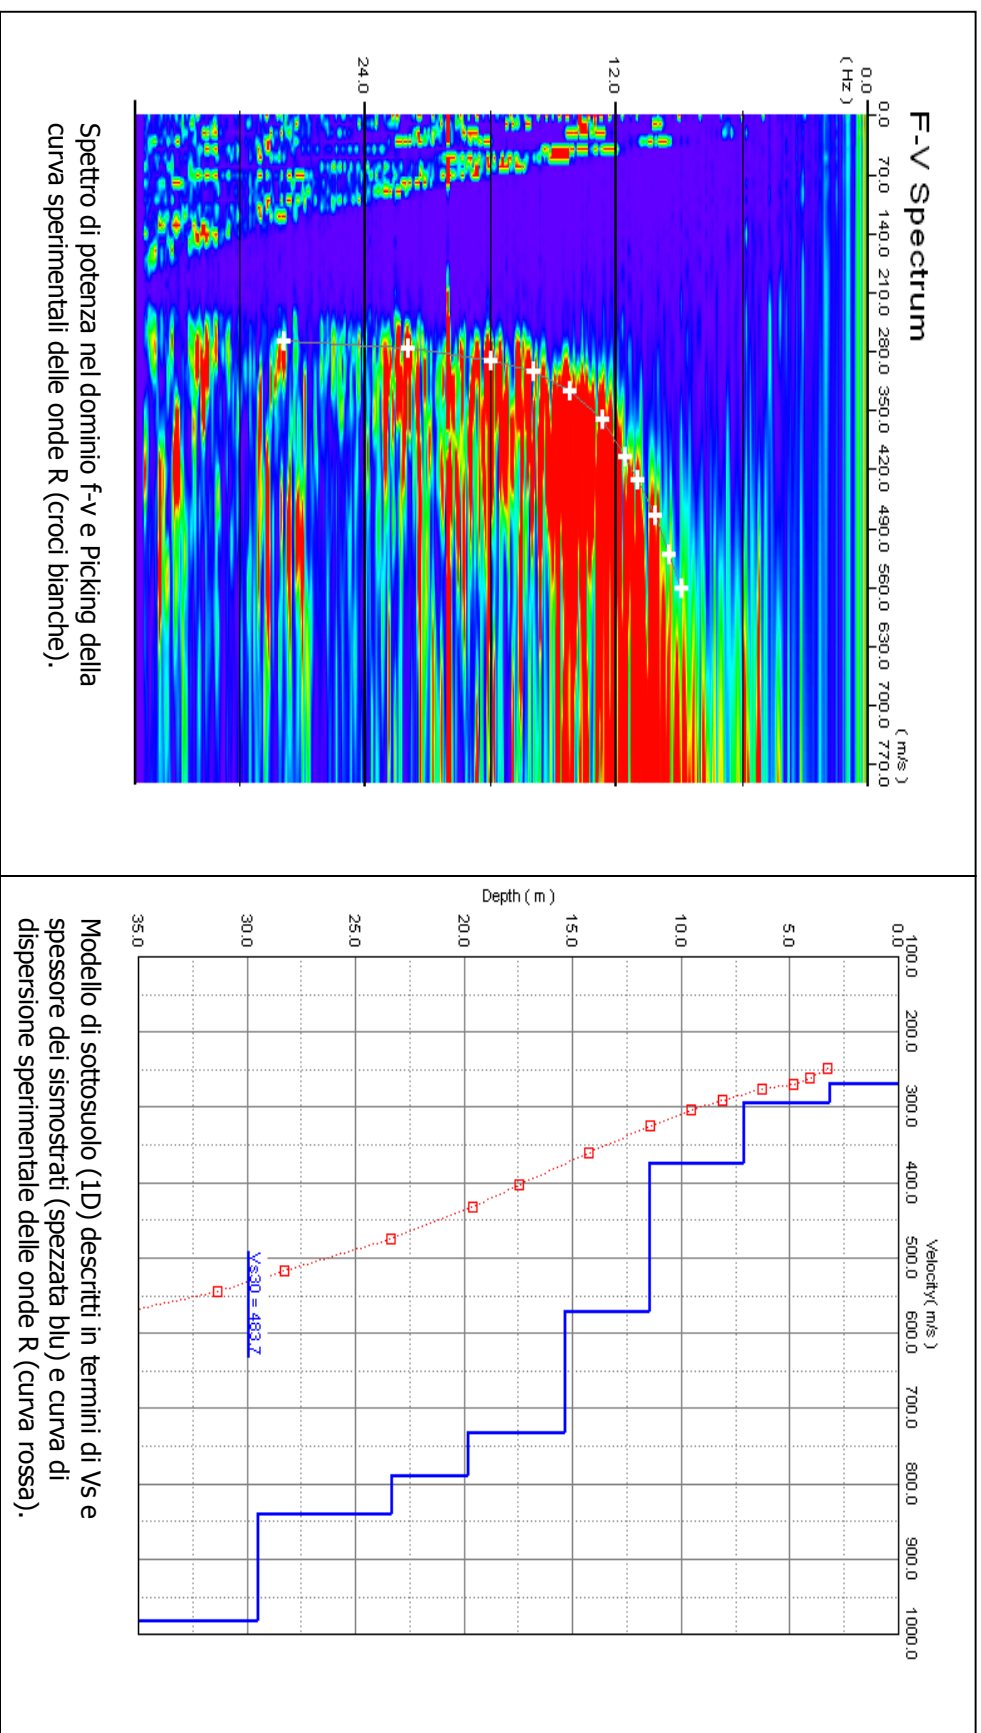 F-V Spectrum
0.0 70.0 140.0 210.0 280.0 350.0 420.0 490.0 560.0 630.0 700.0 770.0
( m/s )
0.0
( Hz )
12.0
24.0
Spettro di potenza nel dominio f-v e Picking della
curva sperimentali delle onde R (croci bianche).
Velocity( m/s )
100.0 200.0 300.0 400.0 500.0 600.0 700.0 800.0 900.0 1000.0
0.0
5.0
10.0
15.0
20.0
25.0
30.0
35.0
Depth ( m )
Vs30 = 483.7
Modello di sottosuolo (1D) descritti in termini di Vs e
spessore dei sismostrati (spezzata blu) e curva di
dispersione sperimentale delle onde R (curva rossa).